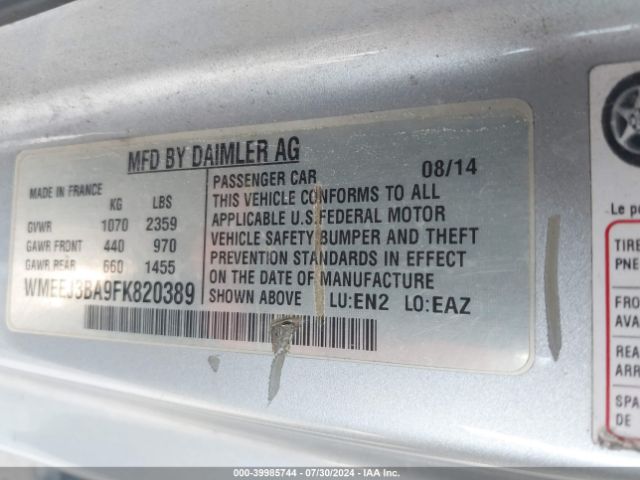 MFD BY DAIMLER AG
MADE IN FRANCE
KG LBS
GVWR 1070 2359
GAWR FRONT 440 970
GAWR REAR 660 1455
WMEEJ3BA9FK820389
PASSENGER CAR 08/14
THIS VEHICLE CONFORMS TO ALL
APPLICABLE U.S.FEDERAL MOTOR
VEHICLE SAFETY BUMPER AND THEFT
PREVENTION STANDARDS IN EFFECT
ON THE DATE OF MANUFACTURE
SHOWN ABOVE LU:EN2 LO:EAZ
Le
TIRE
PNE
FRO
AVA
REA
ARR
SPA
DE
000-39985744 / 07/30/2024 - IAA Inc.